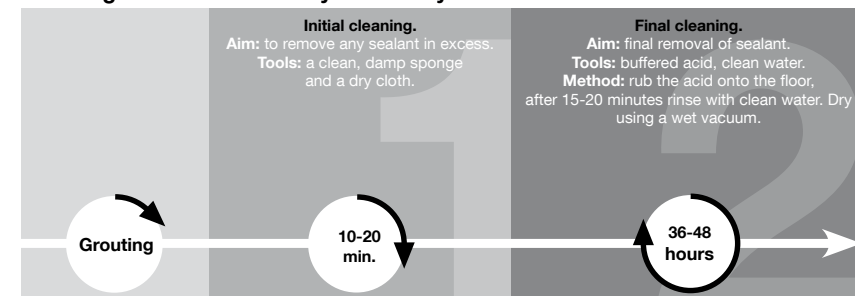 Initial cleaning.
Aim: to remove any sealant in excess.
Tools: a clean, damp sponge
and a dry cloth.
Final cleaning.
Aim: final removal of sealant.
Tools: buffered acid, clean water.
Method: rub the acid onto the floor,
after 15-20 minutes rinse with clean water. Dry
using a wet vacuum.
1
2
Grouting
10-20
min.
36-48
hours